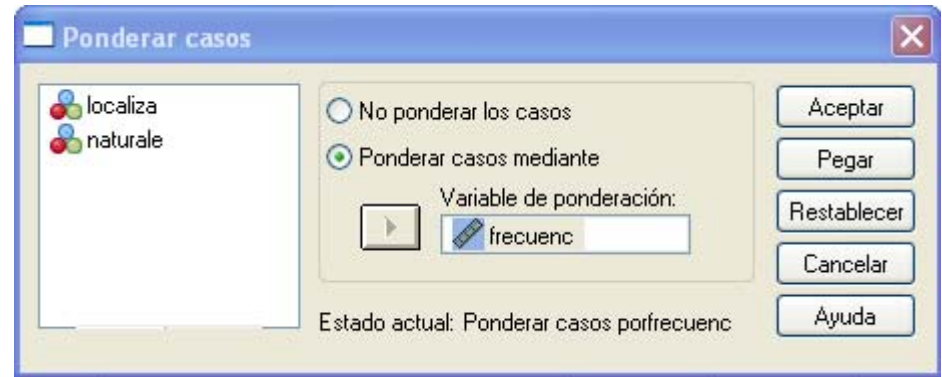 Ponderar casos
localiza
naturale
No ponderar los casos
Ponderar casos mediante
Variable de ponderación:
frecuenc
Estado actual: Ponderar casos porfrecuenc
Aceptar
Pegar
Restablecer
Cancelar
Ayuda